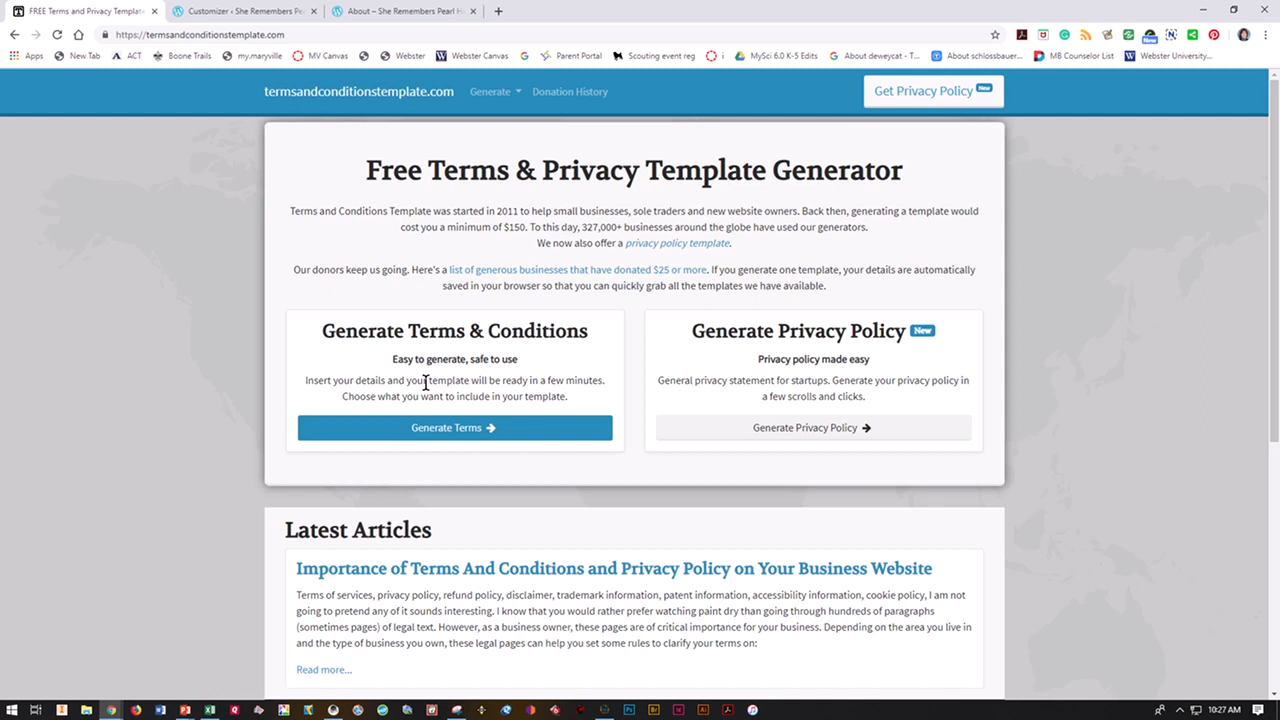 FREE Terms and Privacy Template
Customizer ‹ She Remembers Pe
About – She Remembers Pearl H
https://termsandconditionstemplate.com
Apps
New Tab
ACT
Boone Trails
my.maryville
MV Canvas
Webster
Webster Canvas
Parent Portal
Scouting event reg
i
MySci 6.0 K-5 Edits
About deweycat - G...
About schlossbauer...
MB Counselor List
Webster University...
termsandconditionstemplate.com
Generate
Donation History
Get Privacy Policy New
Free Terms & Privacy Template Generator
Terms and Conditions Template was started in 2011 to help small businesses, sole traders and new website owners. Back then, generating a template would
cost you a minimum of $150. To this day, 327,000+ businesses around the globe have used our generators.
We now also offer a privacy policy template.
Our donors keep us going. Here's a list of generous businesses that have donated $25 or more. If you generate one template, your details are automatically
saved in your browser so that you can quickly grab all the templates we have available.
Generate Terms & Conditions
Easy to generate, safe to use
Insert your details and your template will be ready in a few minutes.
Choose what you want to include in your template.
Generate Terms
Generate Privacy Policy New
Privacy policy made easy
General privacy statement for startups. Generate your privacy policy in
a few scrolls and clicks.
Generate Privacy Policy
Latest Articles
Importance of Terms And Conditions and Privacy Policy on Your Business Website
Terms of services, privacy policy, refund policy, disclaimer, trademark information, patent information, accessibility information, cookie policy, I am not
going to pretend any of it sounds interesting. I know that you would rather prefer watching paint dry than going through hundreds of paragraphs
(sometimes pages) of legal text. However, as a business owner, these pages are of critical importance for your business. Depending on the area you live in
and the type of business you own, these legal pages can help you set some rules to clarify your terms on:
Read more...
10:27 AM